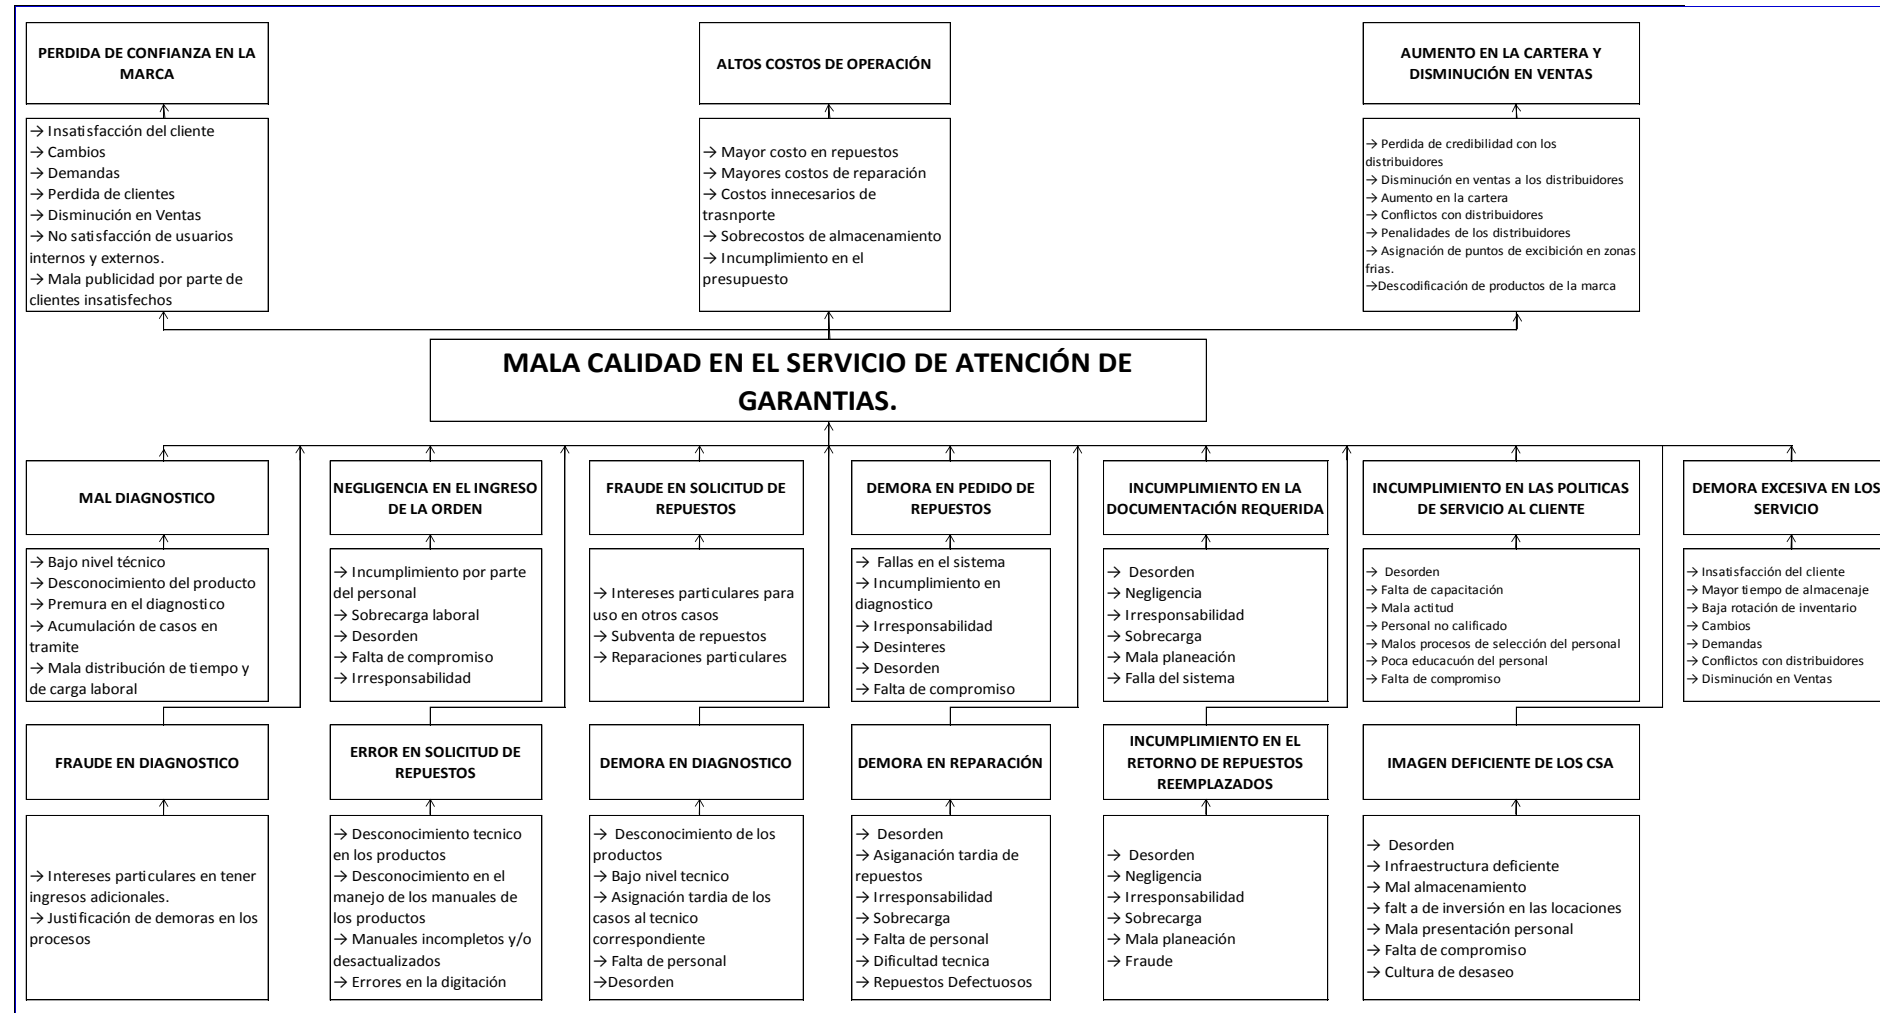 PERDIDA DE CONFIANZA EN LA
MARCA
ALTOS COSTOS DE OPERACIÓN
AUMENTO EN LA CARTERA Y
DISMINUCIÓN EN VENTAS
→ Insatisfacción del cliente
→ Cambios
→ Demandas
→ Perdida de clientes
→ Disminución en Ventas
→ No satisfacción de usuarios
internos y externos.
→ Mala publicidad por parte de
clientes insatisfechos
→ Mayor costo en repuestos
→ Mayores costos de reparación
→ Costos innecesarios de
trasnporte
→ Sobrecostos de almacenamiento
→ Incumplimiento en el
presupuesto
→ Perdida de credibilidad con los
distribuidores
→ Disminución en ventas a los distribuidores
→ Aumento en la cartera
→ Conflictos con distribuidores
→ Penalidades de los distribuidores
→ Asignación de puntos de excibición en zonas
frias.
→Descodificación de productos de la marca
MALA CALIDAD EN EL SERVICIO DE ATENCIÓN DE
GARANTIAS.
MAL DIAGNOSTICO
NEGLIGENCIA EN EL INGRESO
DE LA ORDEN
FRAUDE EN SOLICITUD DE
REPUESTOS
DEMORA EN PEDIDO DE
REPUESTOS
INCUMPLIMIENTO EN LA
DOCUMENTACIÓN REQUERIDA
INCUMPLIMIENTO EN LAS POLITICAS
DE SERVICIO AL CLIENTE
DEMORA EXCESIVA EN LOS
SERVICIO
→ Bajo nivel técnico
→ Desconocimiento del producto
→ Premura en el diagnostico
→ Acumulación de casos en
tramite
→ Mala distribución de tiempo y
de carga laboral
→ Incumplimiento por parte
del personal
→ Sobrecarga laboral
→ Desorden
→ Falta de compromiso
→ Irresponsabilidad
→ Intereses particulares para
uso en otros casos
→ Subventa de repuestos
→ Reparaciones particulares
→ Fallas en el sistema
→ Incumplimiento en
diagnostico
→ Irresponsabilidad
→ Desinteres
→ Desorden
→ Falta de compromiso
→ Desorden
→ Negligencia
→ Irresponsabilidad
→ Sobrecarga
→ Mala planeación
→ Falla del sistema
→ Desorden
→ Falta de capacitación
→ Mala actitud
→ Personal no calificado
→ Malos procesos de selección del personal
→ Poca educacuón del personal
→ Falta de compromiso
→ Insatisfacción del cliente
→ Mayor tiempo de almacenaje
→ Baja rotación de inventario
→ Cambios
→ Demandas
→ Conflictos con distribuidores
→ Disminución en Ventas
FRAUDE EN DIAGNOSTICO
ERROR EN SOLICITUD DE
REPUESTOS
DEMORA EN DIAGNOSTICO
DEMORA EN REPARACIÓN
INCUMPLIMIENTO EN EL
RETORNO DE REPUESTOS
REEMPLAZADOS
IMAGEN DEFICIENTE DE LOS CSA
→ Intereses particulares en tener
ingresos adicionales.
→ Justificación de demoras en los
procesos
→ Desconocimiento tecnico
en los productos
→ Desconocimiento en el
manejo de los manuales de
los productos
→ Manuales incompletos y/o
desactualizados
→ Errores en la digitación
→ Desconocimiento de los
productos
→ Bajo nivel tecnico
→ Asignación tardia de los
casos al tecnico
correspondiente
→ Falta de personal
→Desorden
→ Desorden
→ Asiganación tardia de
repuestos
→ Irresponsabilidad
→ Sobrecarga
→ Falta de personal
→ Dificultad tecnica
→ Repuestos Defectuosos
→ Desorden
→ Negligencia
→ Irresponsabilidad
→ Sobrecarga
→ Mala planeación
→ Fraude
→ Desorden
→ Infraestructura deficiente
→ Mal almacenamiento
→ falt a de inversión en las locaciones
→ Mala presentación personal
→ Falta de compromiso
→ Cultura de desaseo